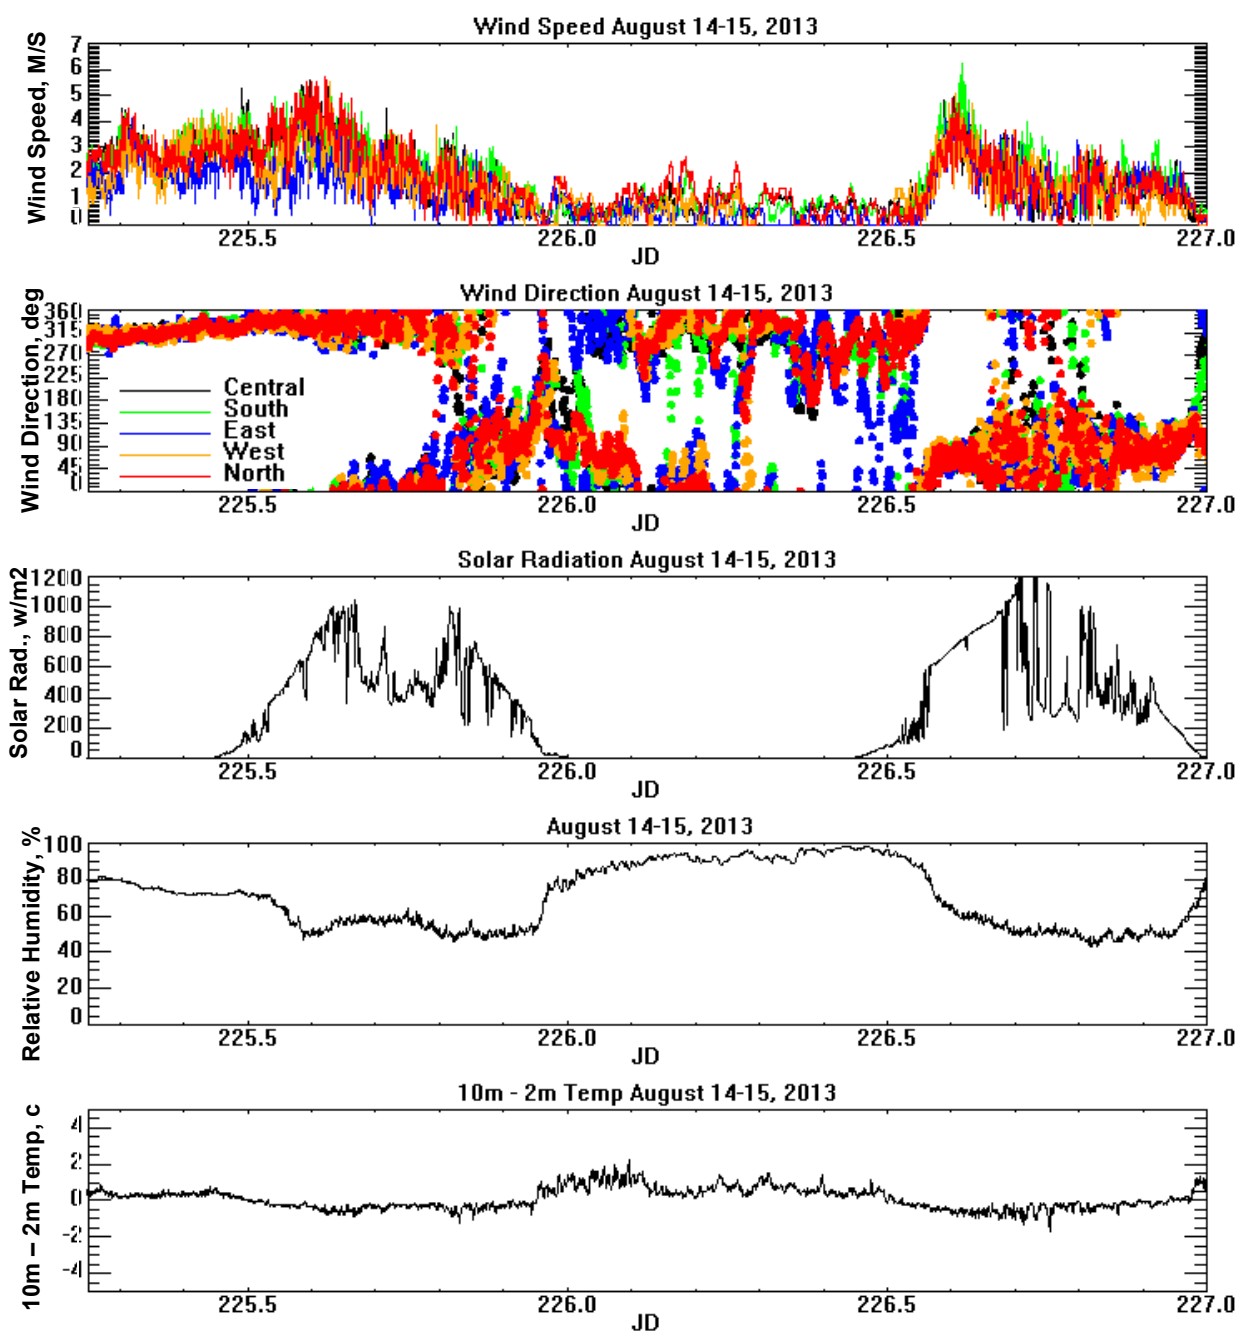 Wind Speed August 14-15, 2013
Wind Speed, M/S
7
6
5
4
3
2
1
0
225.5
226.0
226.5
227.0
JD
Wind Direction August 14-15, 2013
Wind Direction, deg
360
315
270
225
180
135
90
45
0
Central
South
East
West
North
225.5
226.0
226.5
227.0
JD
Solar Radiation August 14-15, 2013
Solar Rad., w/m2
1200
1000
800
600
400
200
0
225.5
226.0
226.5
227.0
JD
August 14-15, 2013
Relative Humidity, %
100
80
60
40
20
0
225.5
226.0
226.5
227.0
JD
10m - 2m Temp August 14-15, 2013
10m – 2m Temp, c
4
2
0
-2
-4
225.5
226.0
226.5
227.0
JD